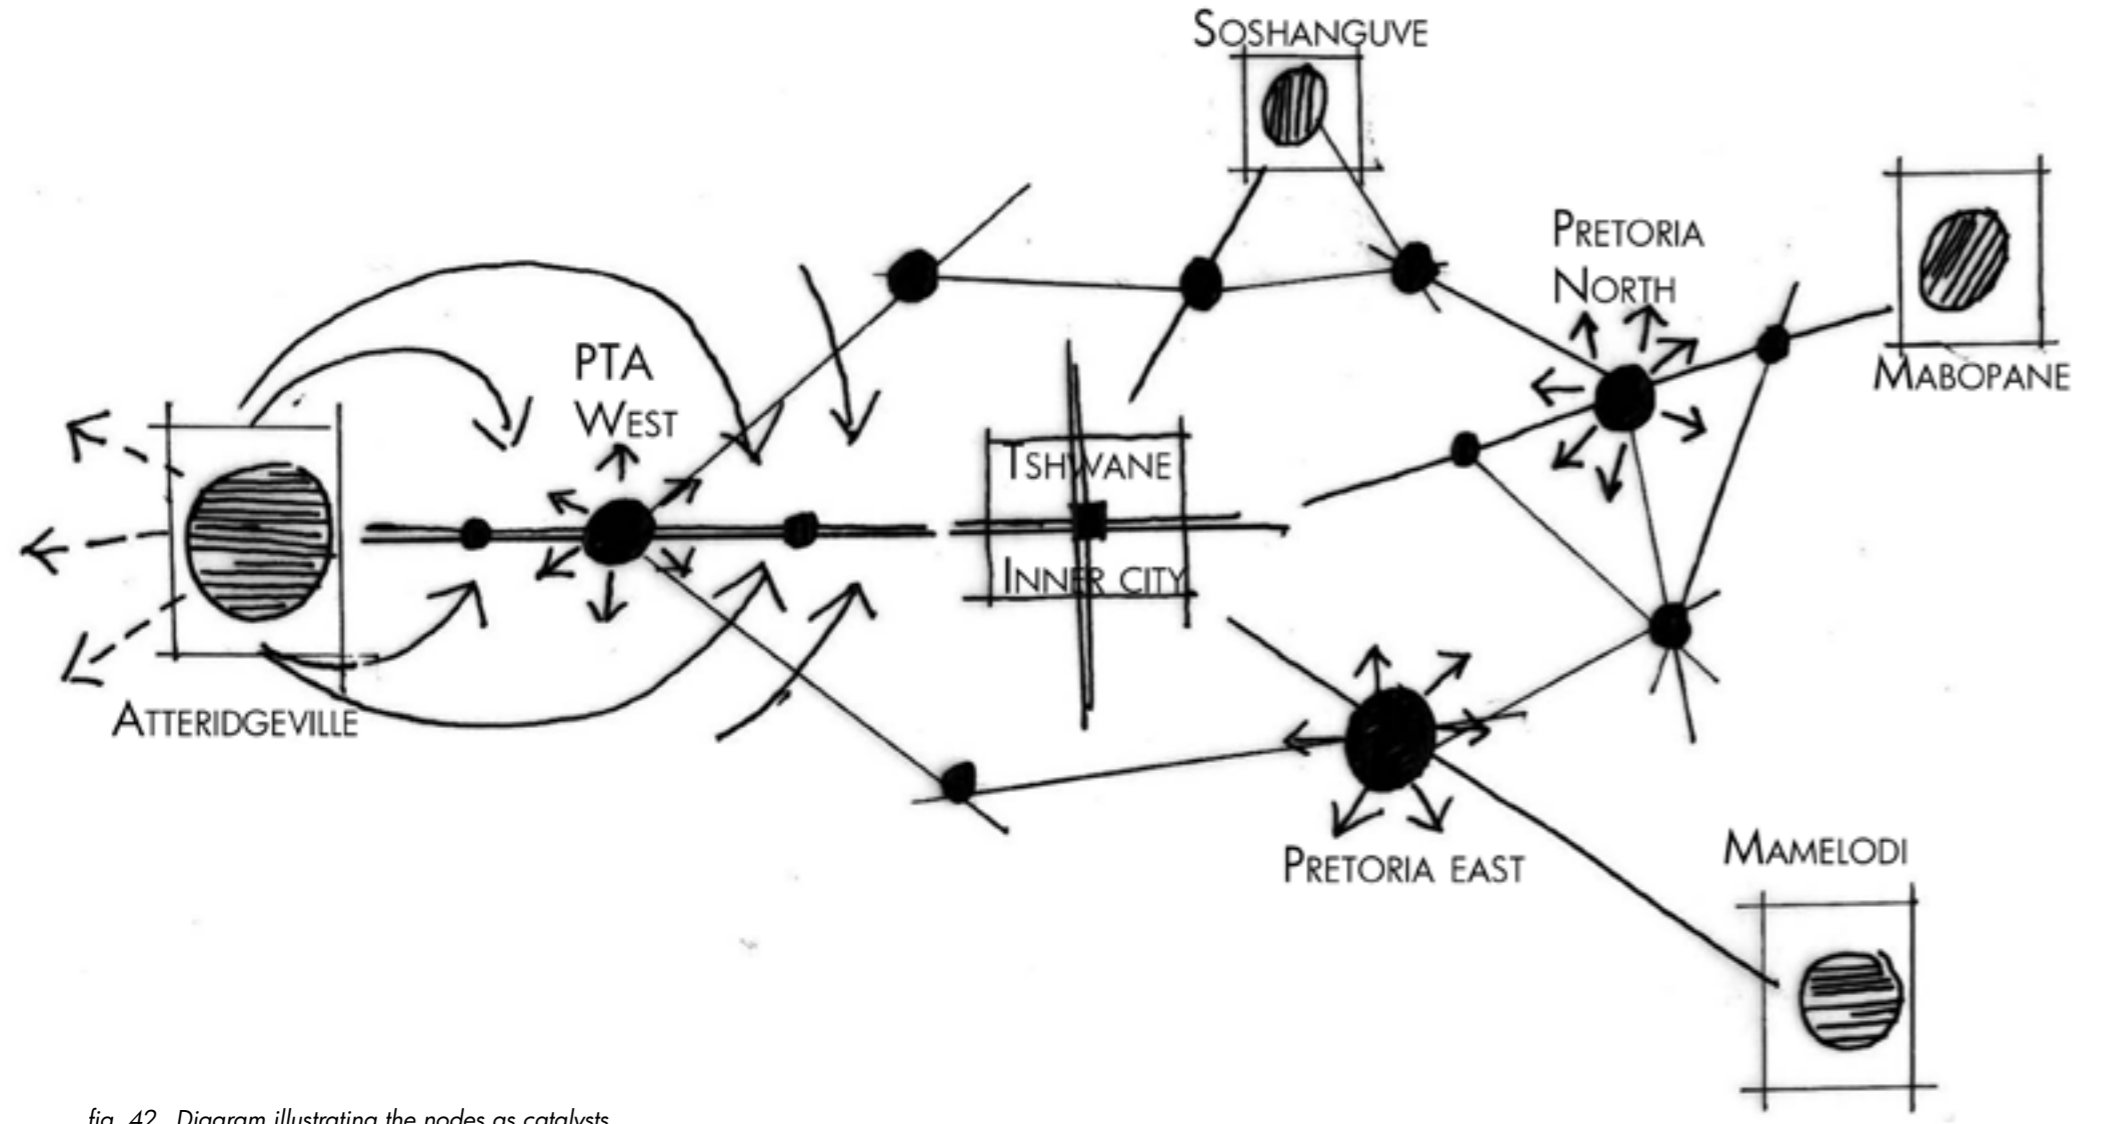 Soshanguve
Pretoria
North
Mabopane
PTA
West
Tshwane
Inner city
Atteridgeville
Pretoria east
Mamelodi
fig. 42. Diagram illustrating the nodes as catalysts